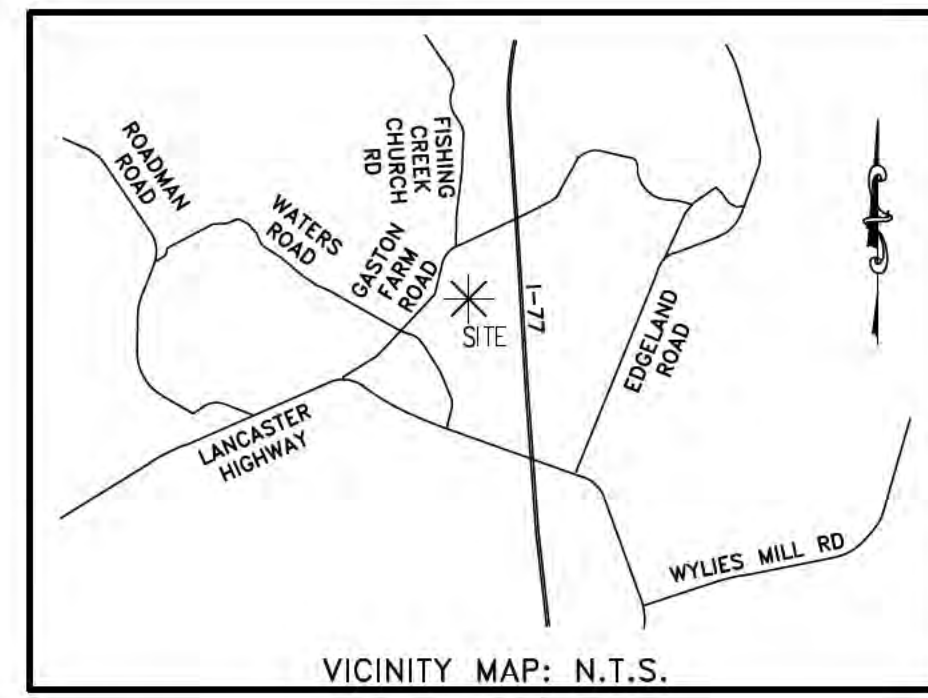 ROADMAN
ROAD
WATERS
ROAD
FISHING
CREEK
CHURCH
RD
GASTON
FARM
ROAD
SITE
I-77
EDGELAND
ROAD
LANCASTER
HIGHWAY
WYLIES MILL RD
VICINITY MAP: N.T.S.